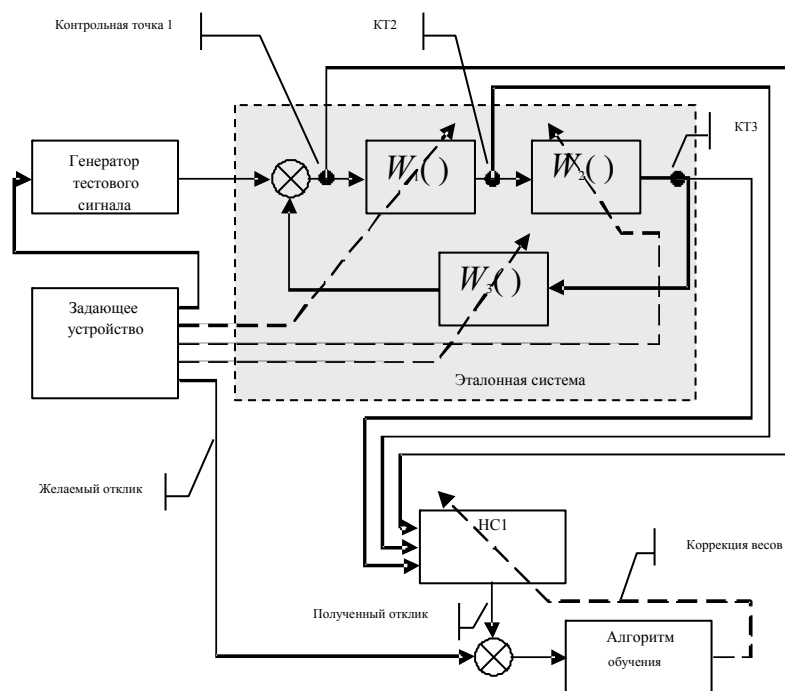 Контрольная точка 1
КТ2
КТ3
Генератор
тестового
сигнала
W₁()
W₂()
W₃()
Задающее
устройство
Эталонная система
Желаемый отклик
НС1
Коррекция весов
Полученный отклик
Алгоритм
обучения